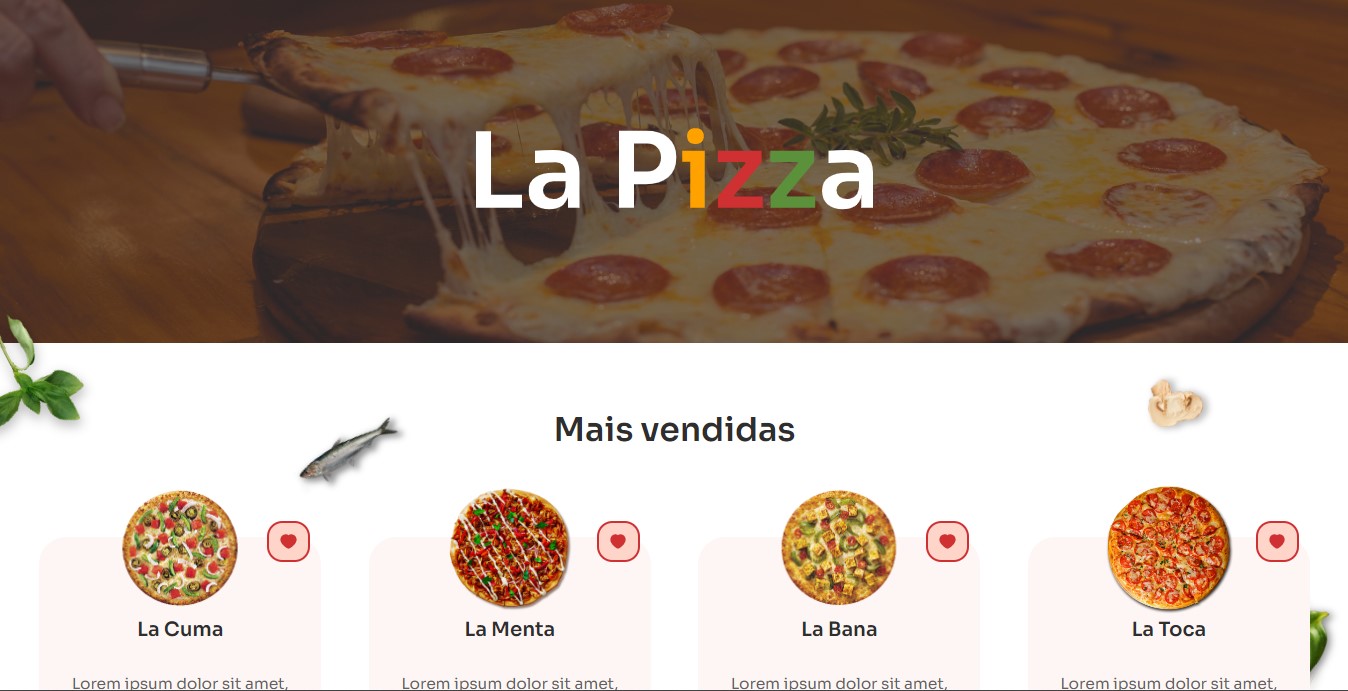 La Pizza
Mais vendidas
La Cuma
La Menta
La Bana
La Toca
Lorem ipsum dolor sit amet,
Lorem ipsum dolor sit amet,
Lorem ipsum dolor sit amet,
Lorem ipsum dolor sit amet,